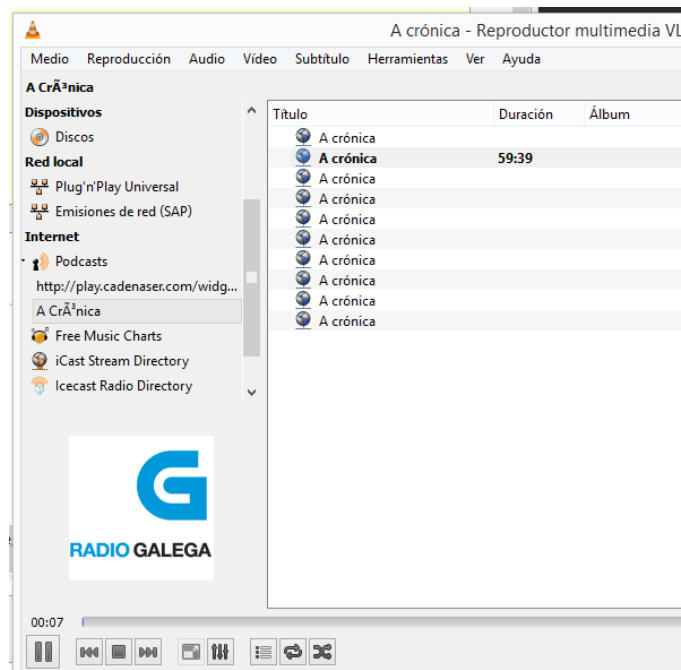 A crónica - Reproductor multimedia VL
Medio Reproducción Audio Vídeo Subtítulo Herramientas Ver Ayuda
A CrÃ³nica
Dispositivos
Discos
Red local
Plug'n'Play Universal
Emisiones de red (SAP)
Internet
Podcasts
http://play.cadenaser.com/widg...
A CrÃ³nica
Free Music Charts
iCast Stream Directory
Icecast Radio Directory
Título Duración Álbum
A crónica
A crónica 59:39
A crónica
A crónica
A crónica
A crónica
A crónica
A crónica
A crónica
A crónica
RADIO GALEGA
00:07